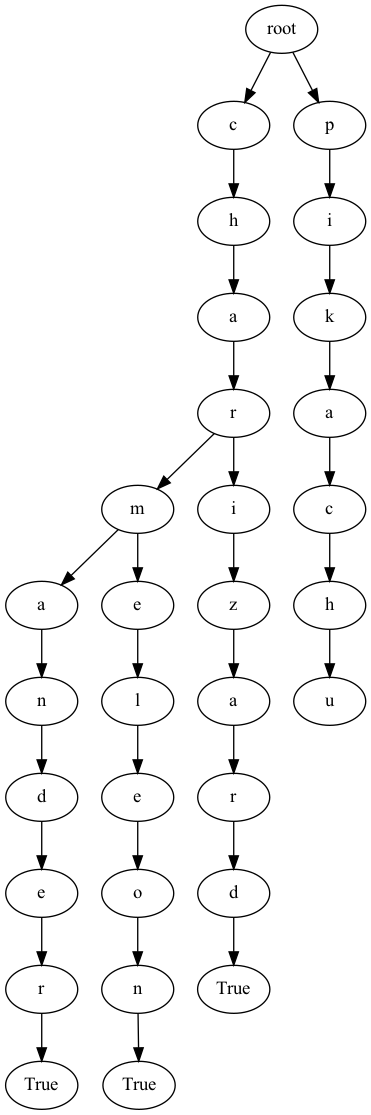 root
c p
h i
a k
r a
m i c
a e z h
n l a u
d e r
e o d
r n True
True True